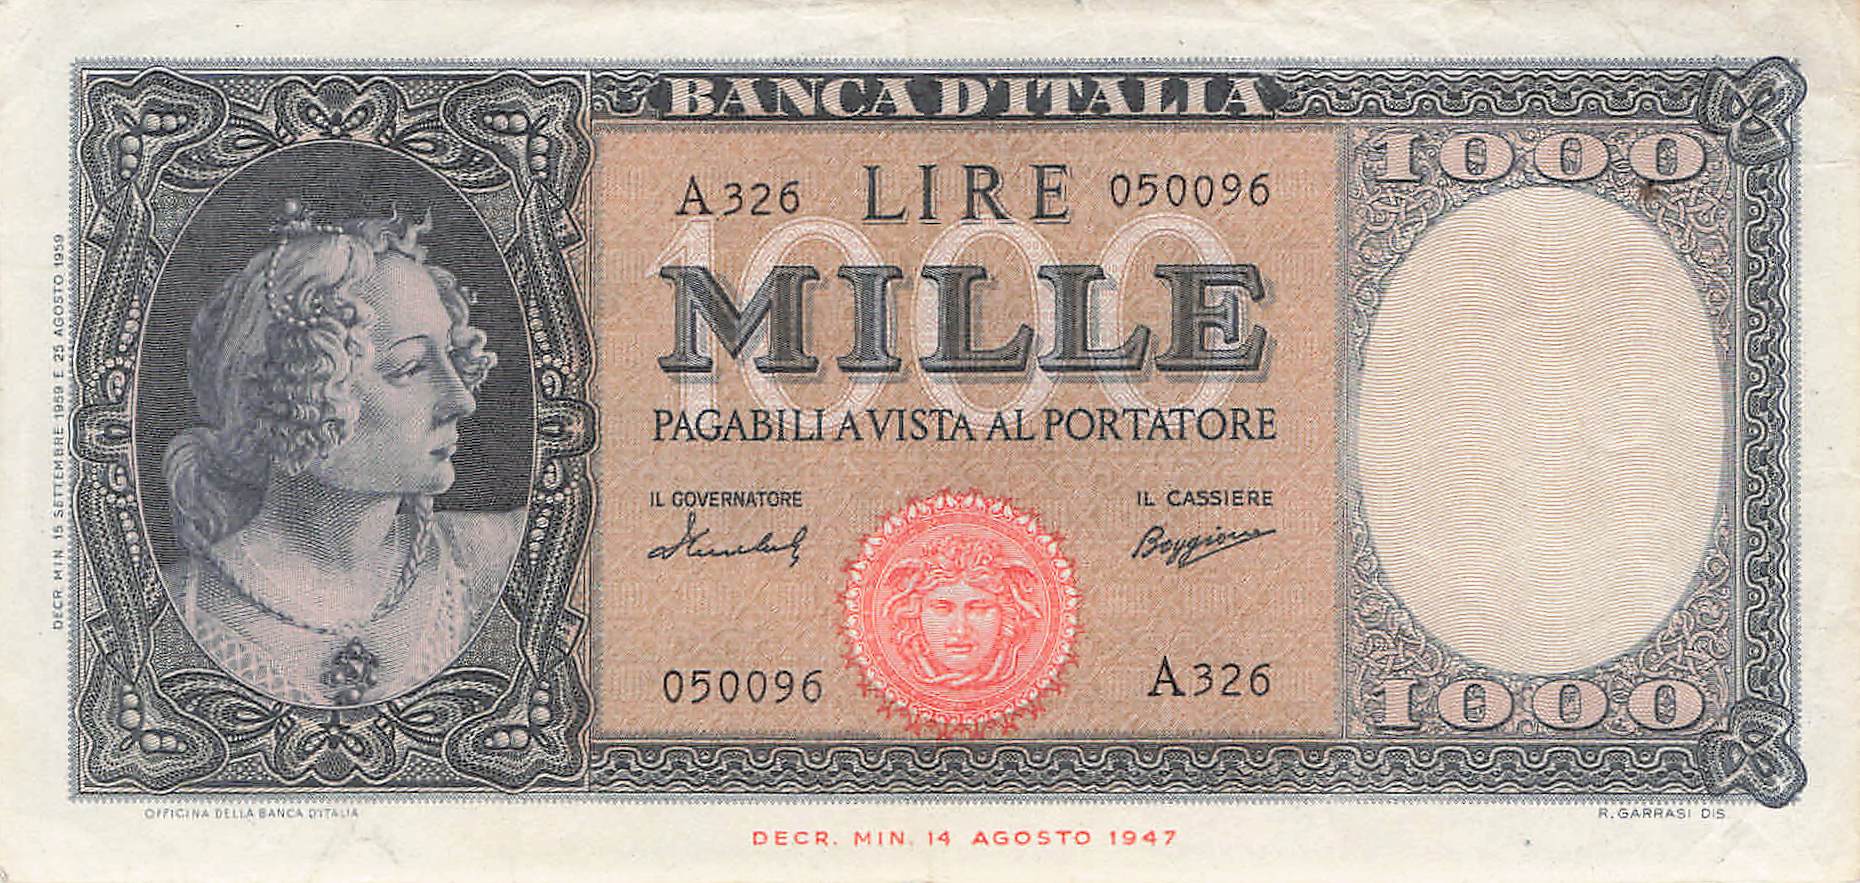 BANCA D'ITALIA
1000
A326 LIRE 050096
1000
MILLE
PAGABILI A VISTA AL PORTATORE
IL GOVERNATORE
IL CASSIERE
050096
A326
1000
DECR. MIN. 15 SETTEMBRE 1959 E 25 AGOSTO 1959
OFFICINA DELLA BANCA D'ITALIA
R. GARRASI DIS.
DECR. MIN. 14 AGOSTO 1947